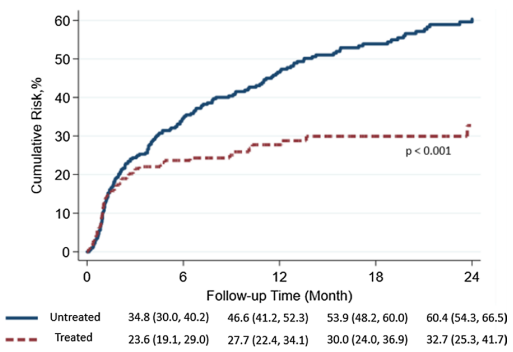 Cumulative Risk,%
60
50
40
30
20
10
0
p < 0.001
0 6 12 18 24
Follow-up Time (Month)
Untreated 34.8 (30.0, 40.2) 46.6 (41.2, 52.3) 53.9 (48.2, 60.0) 60.4 (54.3, 66.5)
Treated 23.6 (19.1, 29.0) 27.7 (22.4, 34.1) 30.0 (24.0, 36.9) 32.7 (25.3, 41.7)